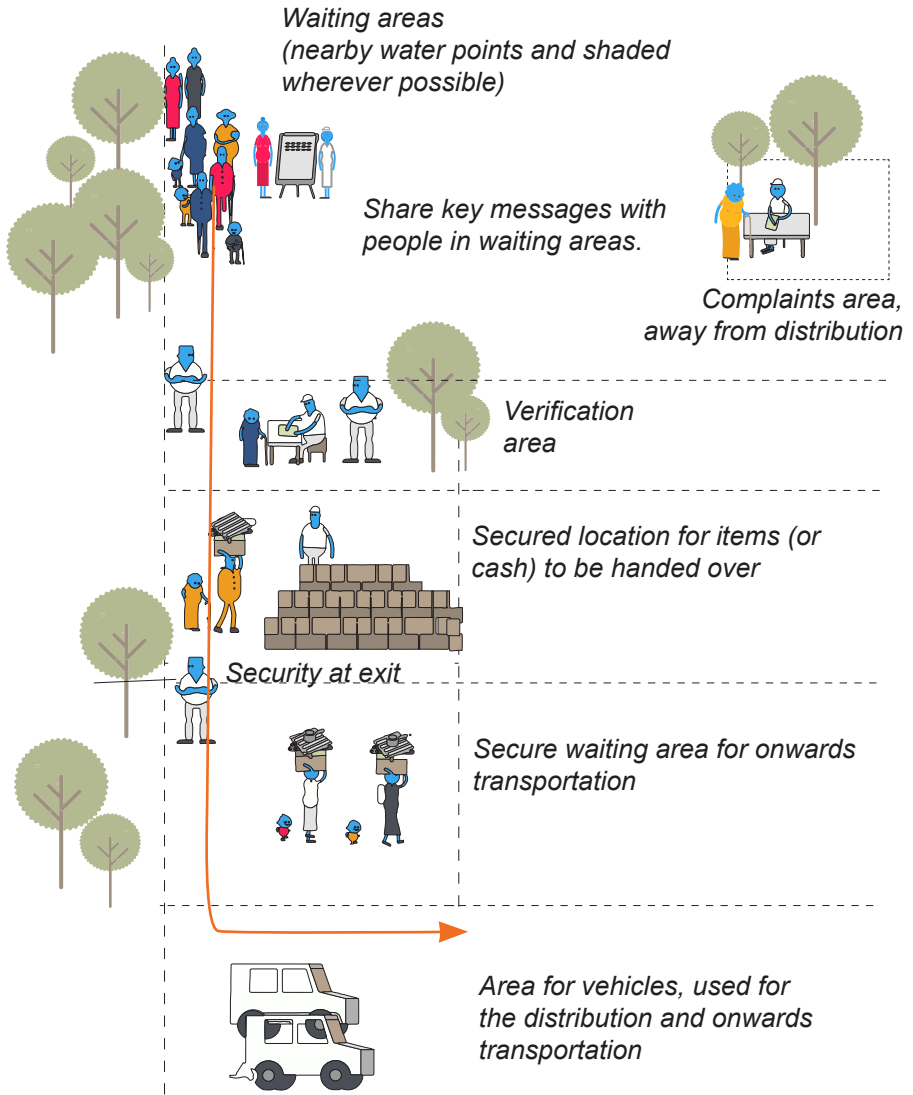 Waiting areas
(nearby water points and shaded
wherever possible)
Share key messages with
people in waiting areas.
Complaints area,
away from distribution
Verification
area
Secured location for items (or
cash) to be handed over
Security at exit
Secure waiting area for onwards
transportation
Area for vehicles, used for
the distribution and onwards
transportation